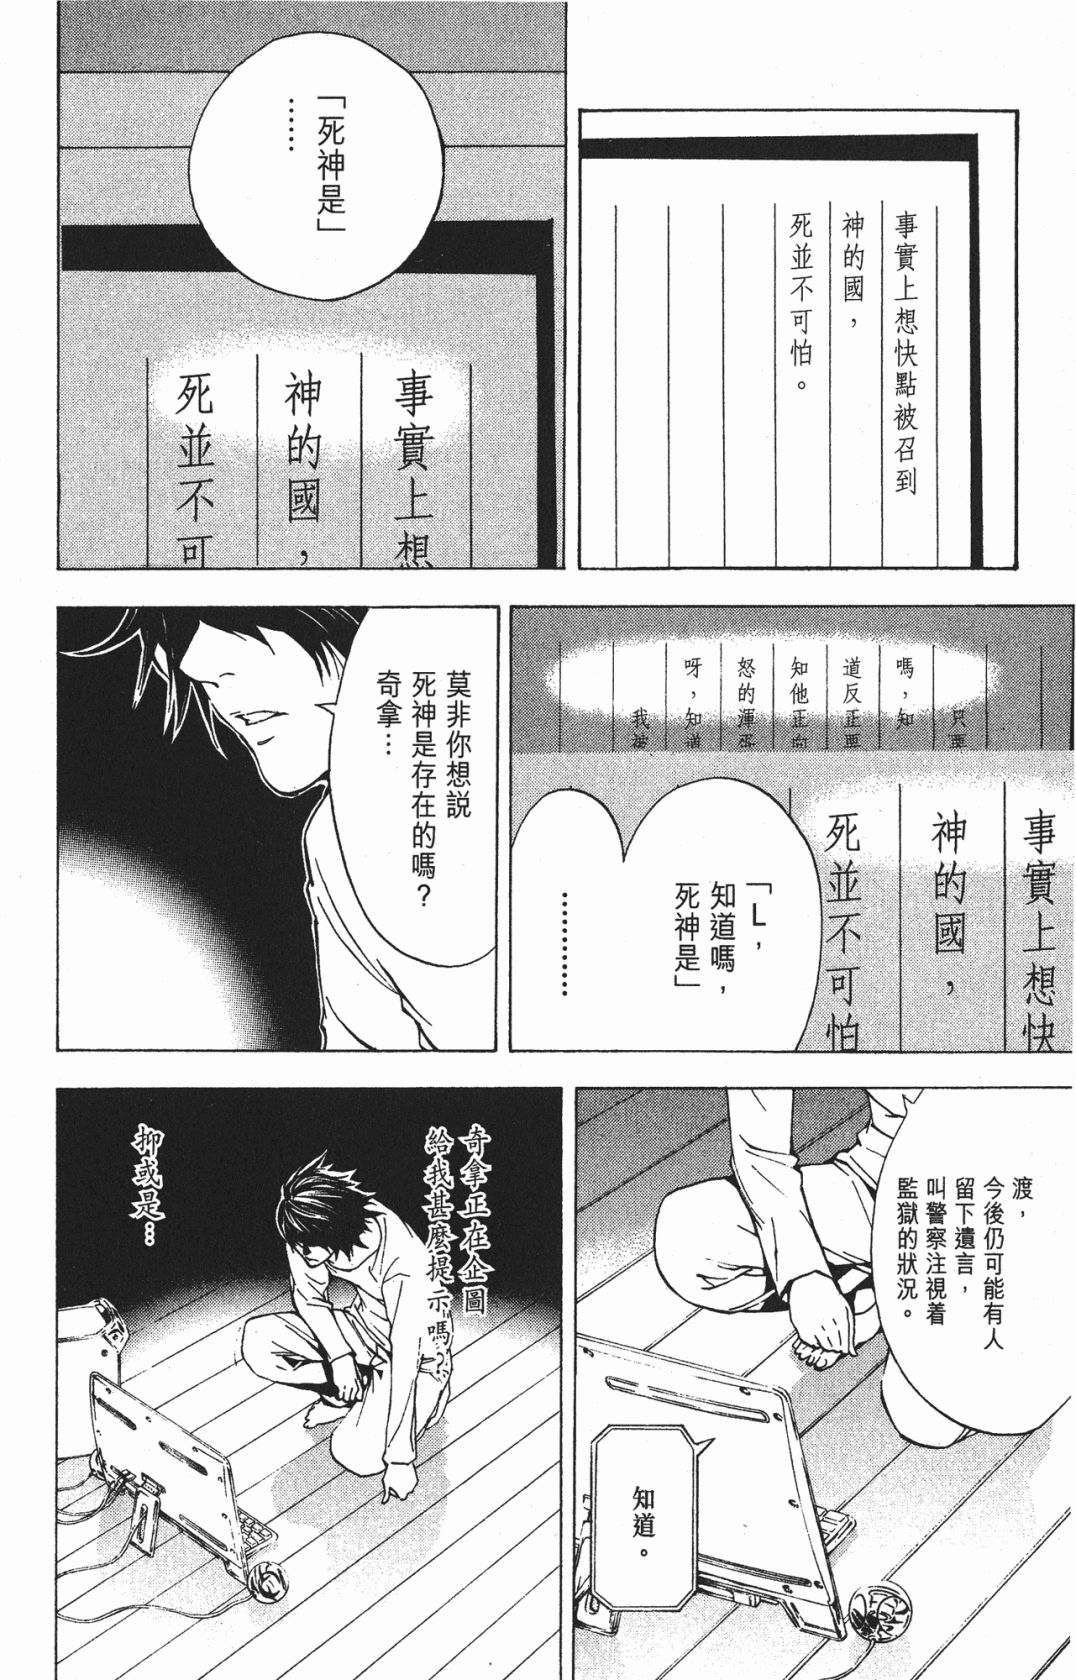 事實上想快點被召到
神的國，
死並不可怕。
「死神是」
……
事實上想
神的國，
死並不可
只要
嗎，知
道反正要
知他正向
怒的渾蛋
呀，知道
我被
事實上想快
神的國，
死並不可怕
「L，
知道嗎，
死神是」
…………
莫非你想説
死神是存在的嗎？
奇拿…
渡，
今後仍可能有人
留下遺言，
叫警察注視着
監獄的狀況。
知道。
奇拿正在企圖
給我甚麼提示嗎？
抑或是…